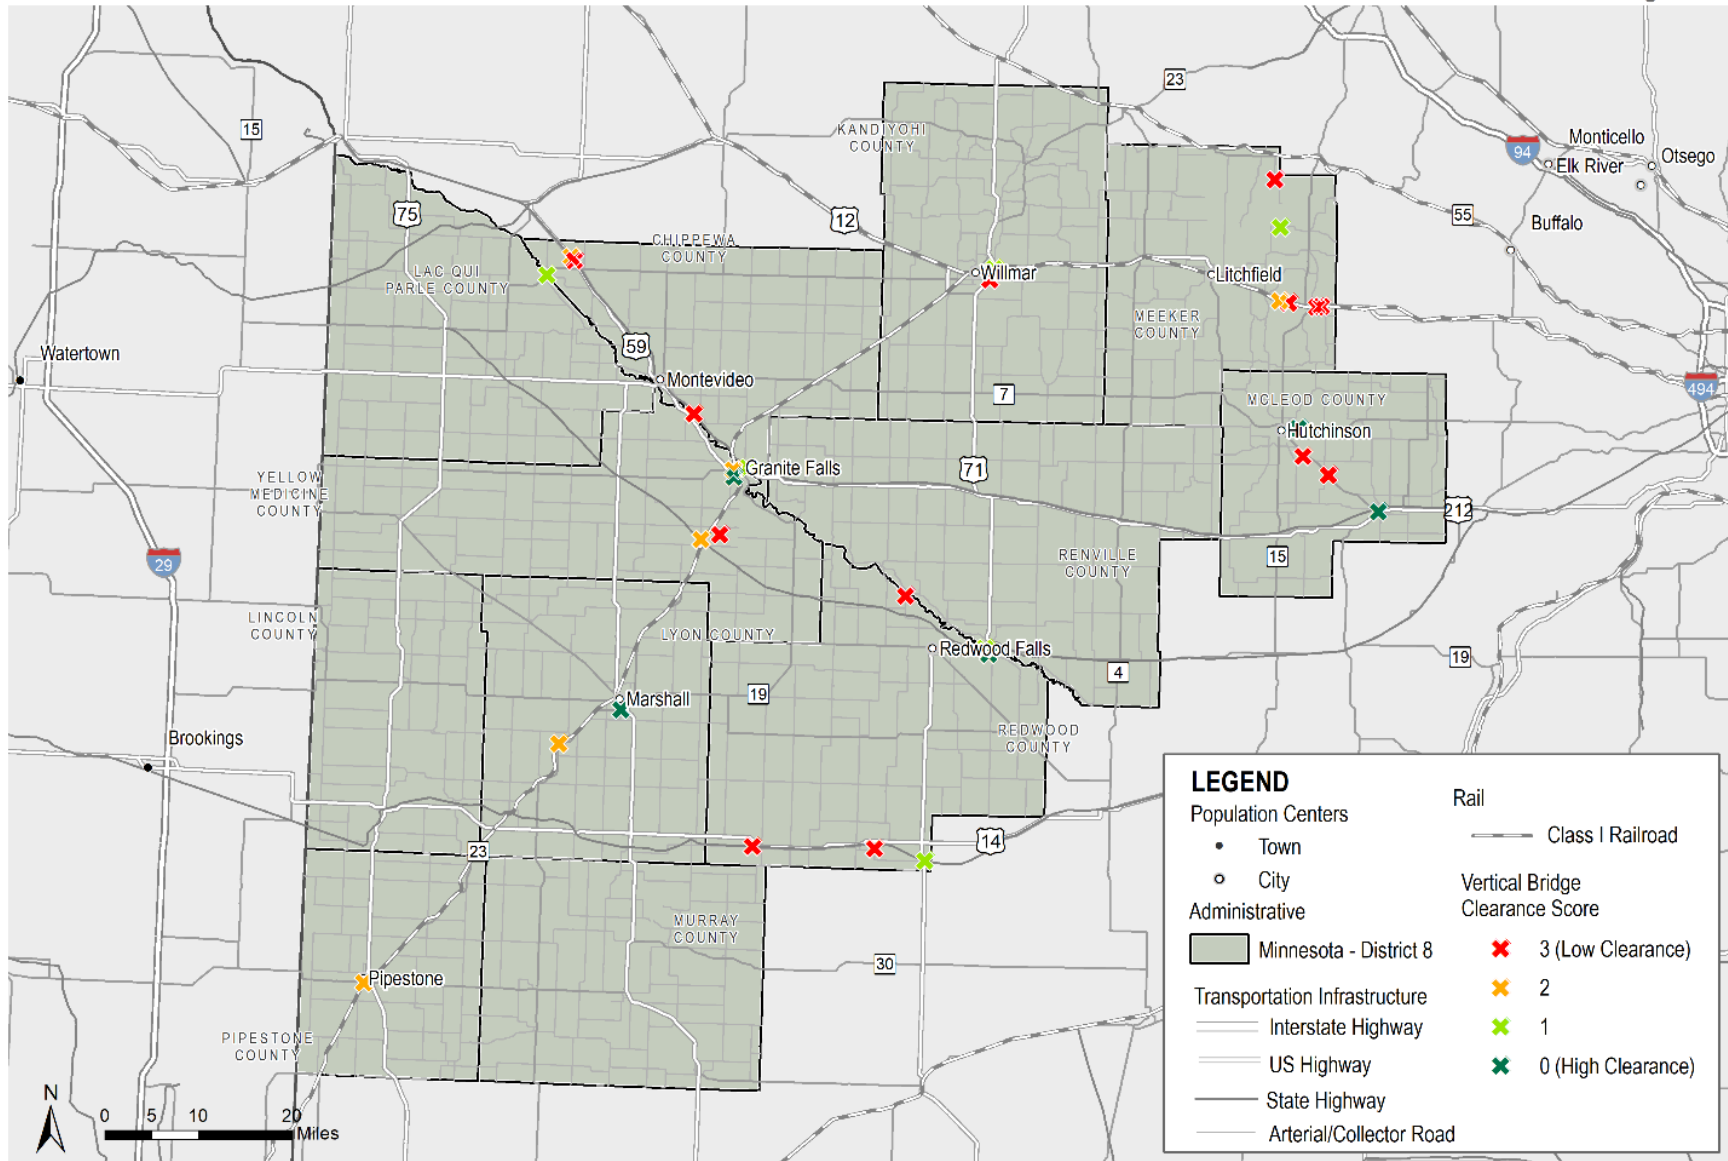 23
15
KANDIYOHI
COUNTY
94
Monticello
Elk River
Otsego
75
12
55
Buffalo
CHIPPEWA
COUNTY
LAC QUI
PARLE COUNTY
Willmar
Litchfield
MEEKER
COUNTY
Watertown
59
Montevideo
7
494
MCLEOD COUNTY
Hutchinson
Granite Falls
71
YELLOW
MEDICINE
COUNTY
212
29
RENVILLE
COUNTY
15
LINCOLN
COUNTY
LYON COUNTY
Redwood Falls
19
4
19
Marshall
Brookings
REDWOOD
COUNTY
14
23
MURRAY
COUNTY
30
Pipestone
PIPESTONE
COUNTY
N
0 5 10 20
Miles
LEGEND
Population Centers
Town
City
Administrative
Minnesota - District 8
Transportation Infrastructure
Interstate Highway
US Highway
State Highway
Arterial/Collector Road
Rail
Class I Railroad
Vertical Bridge
Clearance Score
3 (Low Clearance)
2
1
0 (High Clearance)